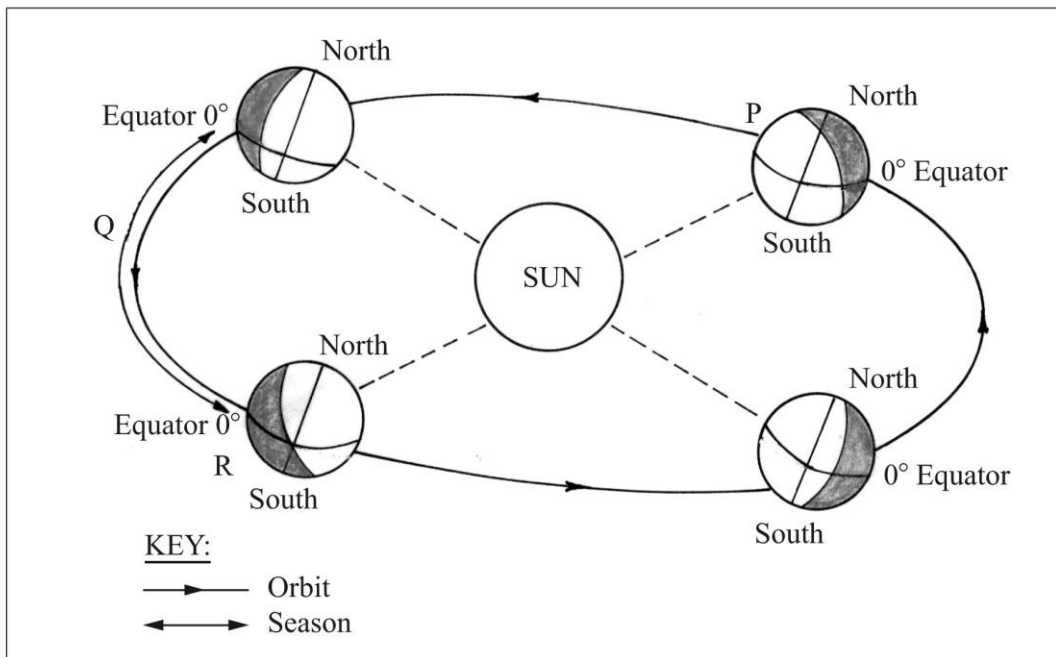 North
Equator 0°
South
P
North
0° Equator
South
Q
SUN
North
Equator 0°
R
South
North
0° Equator
South
KEY:
Orbit
Season